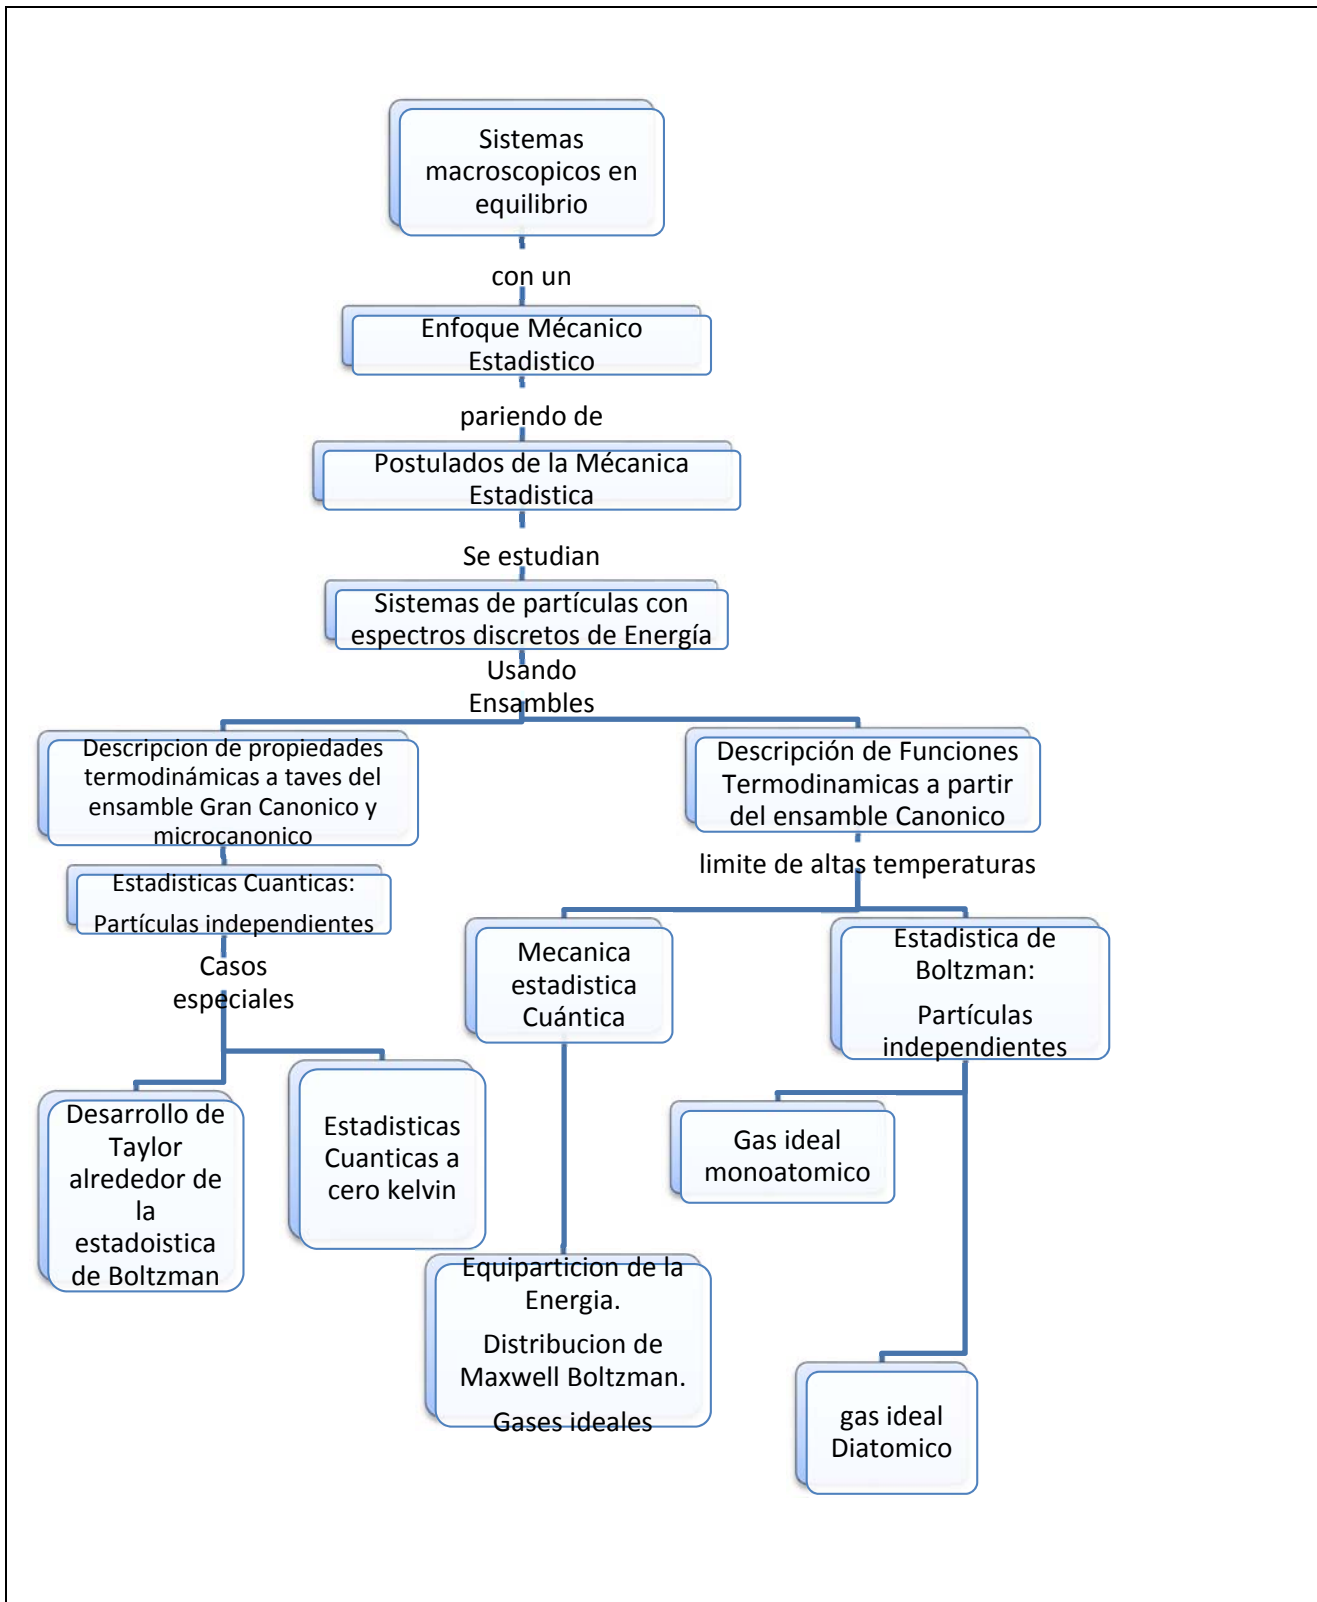 Sistemas
macroscopicos en
equilibrio
con un
Enfoque Mécanico
Estadistico
pariendo de
Postulados de la Mécanica
Estadistica
Se estudian
Sistemas de partículas con
espectros discretos de Energía
Usando
Ensambles
Descripcion de propiedades
termodinámicas a taves del
ensamble Gran Canonico y
microcanonico
Descripción de Funciones
Termodinamicas a partir
del ensamble Canonico
Estadisticas Cuanticas:
Partículas independientes
limite de altas temperaturas
Casos
especiales
Mecanica
estadistica
Cuántica
Estadistica de
Boltzman:
Partículas
independientes
Desarrollo de
Taylor
alrededor de
la
estadoistica
de Boltzman
Estadisticas
Cuanticas a
cero kelvin
Gas ideal
monoatomico
Equiparticion de la
Energia.
Distribucion de
Maxwell Boltzman.
Gases ideales
gas ideal
Diatomico